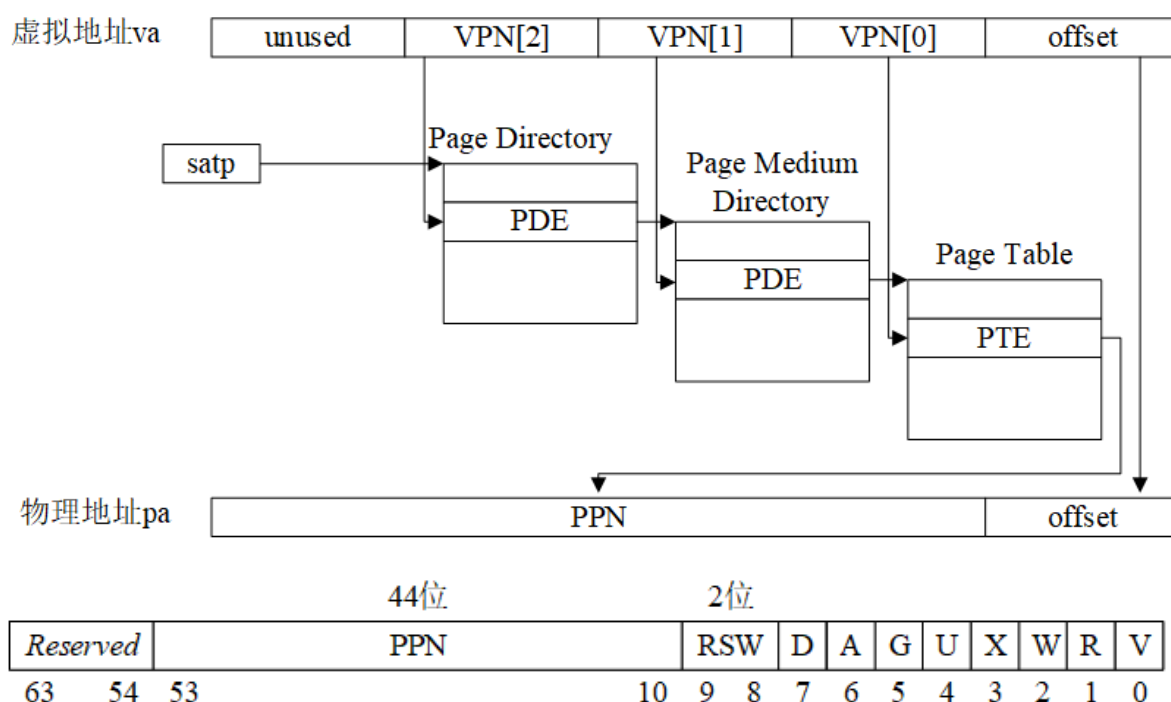 虚拟地址va unused VPN[2] VPN[1] VPN[0] offset
Page Directory
satp
Page Medium
Directory
PDE
Page Table
PDE
PTE
物理地址pa PPN offset
44位 2位
Reserved PPN RSW D A G U X W R V
63 54 53 10 9 8 7 6 5 4 3 2 1 0